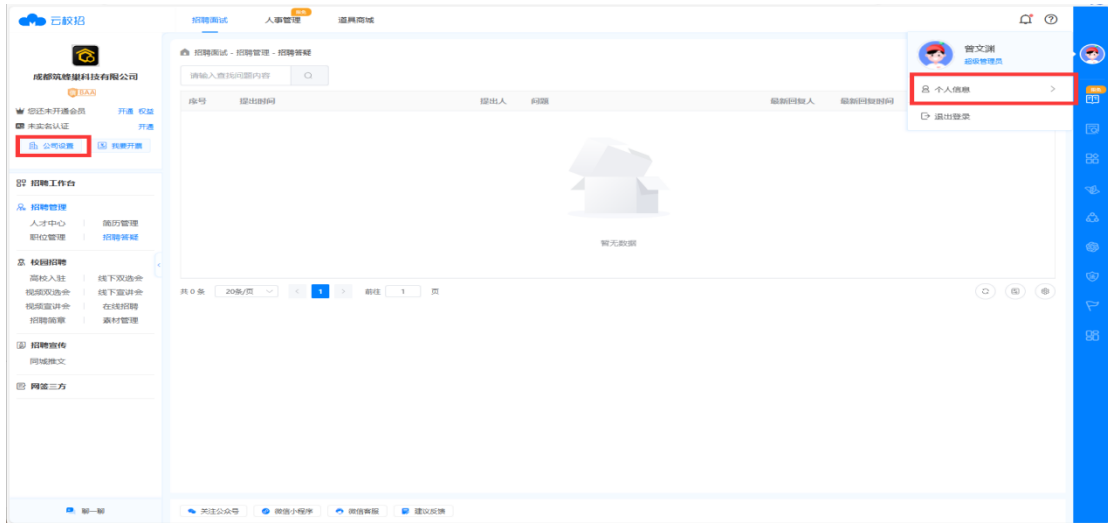 云校招
招聘面试
人事管理
道具商城
成都筑蜂巢科技有限公司
您还未开通会员 开通 权益
未实名认证 开通
公司设置 我要开票
招聘工作台
招聘管理
人才中心 简历管理
职位管理 招聘答疑
校园招聘
高校入驻 线下双选会
视频双选会 线下宣讲会
视频宣讲会 在线招聘
招聘简章 素材管理
招聘宣传
同城推文
网签三方
聊一聊
招聘面试 - 招聘管理 - 招聘答疑
请输入查找问题内容
序号 提出时间 提出人 问题 最新回复人 最新回复时间
暂无数据
共 0 条 20条/页 1 前往 1 页
关注公众号 微信小程序 微信客服 建议反馈
曾文渊
超级管理员
个人信息
退出登录